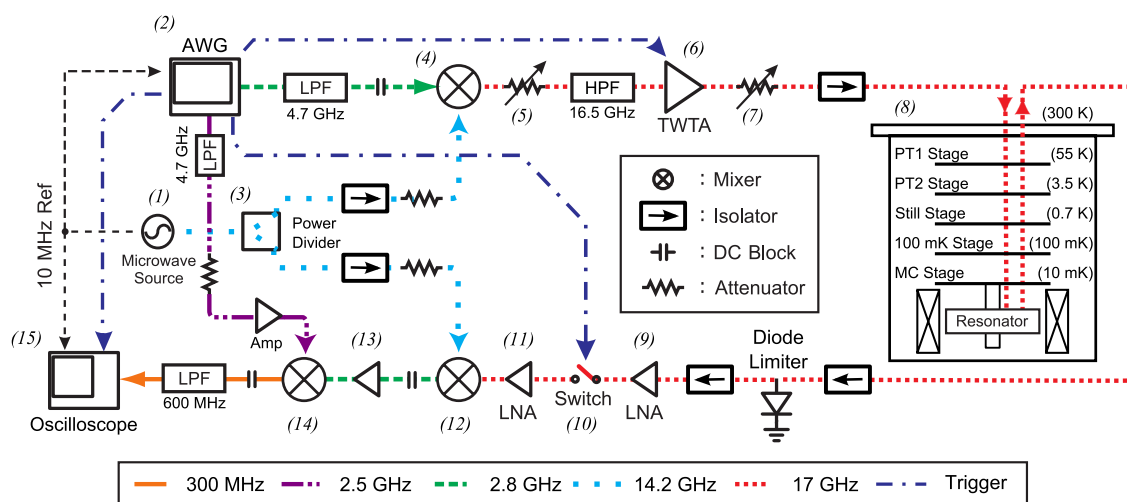 (2)
AWG
(4)
(6)
LPF
4.7 GHz
(5)
HPF
16.5 GHz
TWTA
(7)
(8)
(300 K)
PT1 Stage (55 K)
PT2 Stage (3.5 K)
Still Stage (0.7 K)
100 mK Stage (100 mK)
MC Stage (10 mK)
Resonator
4.7 GHz
LPF
(3)
(1)
10 MHz Ref
Microwave
Source
Power
Divider
: Mixer
: Isolator
: DC Block
: Attenuator
(15)
Oscilloscope
LPF
600 MHz
Amp
(14)
(13)
(12)
(11)
LNA
Switch
(10)
(9)
LNA
Diode
Limiter
300 MHz
2.5 GHz
2.8 GHz
14.2 GHz
17 GHz
Trigger